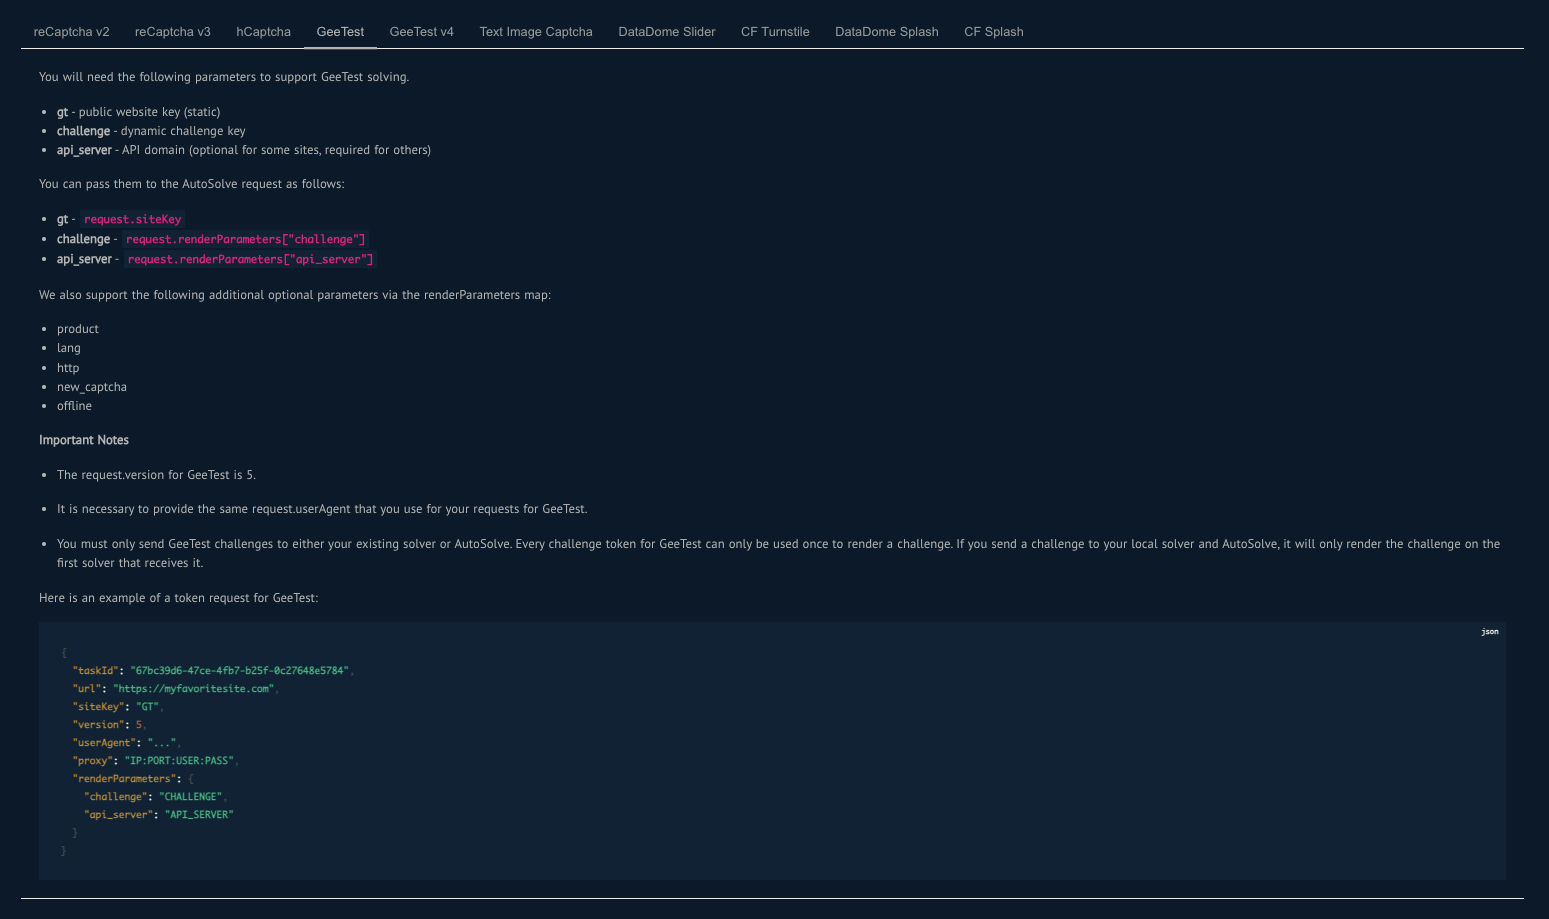 reCaptcha v2 reCaptcha v3 hCaptcha GeeTest GeeTest v4 Text Image Captcha DataDome Slider CF Turnstile DataDome Splash CF Splash
You will need the following parameters to support GeeTest solving.
• gt - public website key (static)
• challenge - dynamic challenge key
• api_server - API domain (optional for some sites, required for others)
You can pass them to the AutoSolve request as follows:
• gt - request.siteKey
• challenge - request.renderParameters["challenge"]
• api_server - request.renderParameters["api_server"]
We also support the following additional optional parameters via the renderParameters map:
• product
• lang
• http
• new_captcha
• offline
Important Notes
• The request.version for GeeTest is 5.
• It is necessary to provide the same request.userAgent that you use for your requests for GeeTest.
• You must only send GeeTest challenges to either your existing solver or AutoSolve. Every challenge token for GeeTest can only be used once to render a challenge. If you send a challenge to your local solver and AutoSolve, it will only render the challenge on the
first solver that receives it.
Here is an example of a token request for GeeTest:
json
{
"taskId": "67bc39d6-47ce-4fb7-b25f-0c27648e5784",
"url": "https://myfavoritesite.com",
"siteKey": "GT",
"version": 5,
"userAgent": "...",
"proxy": "IP:PORT:USER:PASS",
"renderParameters": {
"challenge": "CHALLENGE",
"api_server": "API_SERVER"
}
}